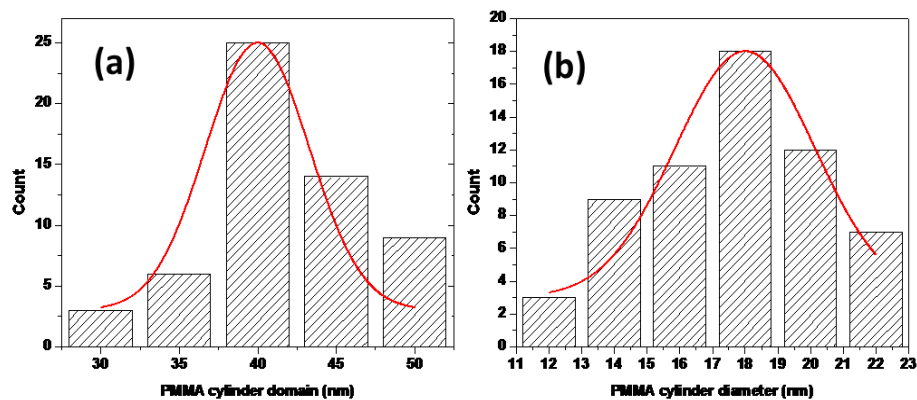 (a)
Count
25
20
15
10
5
0
30 35 40 45 50
PMMA cylinder domain (nm)
(b)
Count
20
18
16
14
12
10
8
6
4
2
0
11 12 13 14 15 16 17 18 19 20 21 22 23
PMMA cylinder diameter (nm)